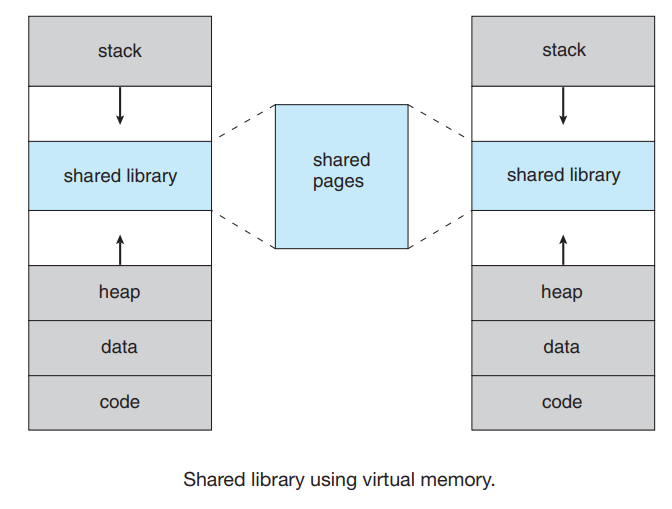 stack
shared library
heap
data
code
shared
pages
stack
shared library
heap
data
code
Shared library using virtual memory.